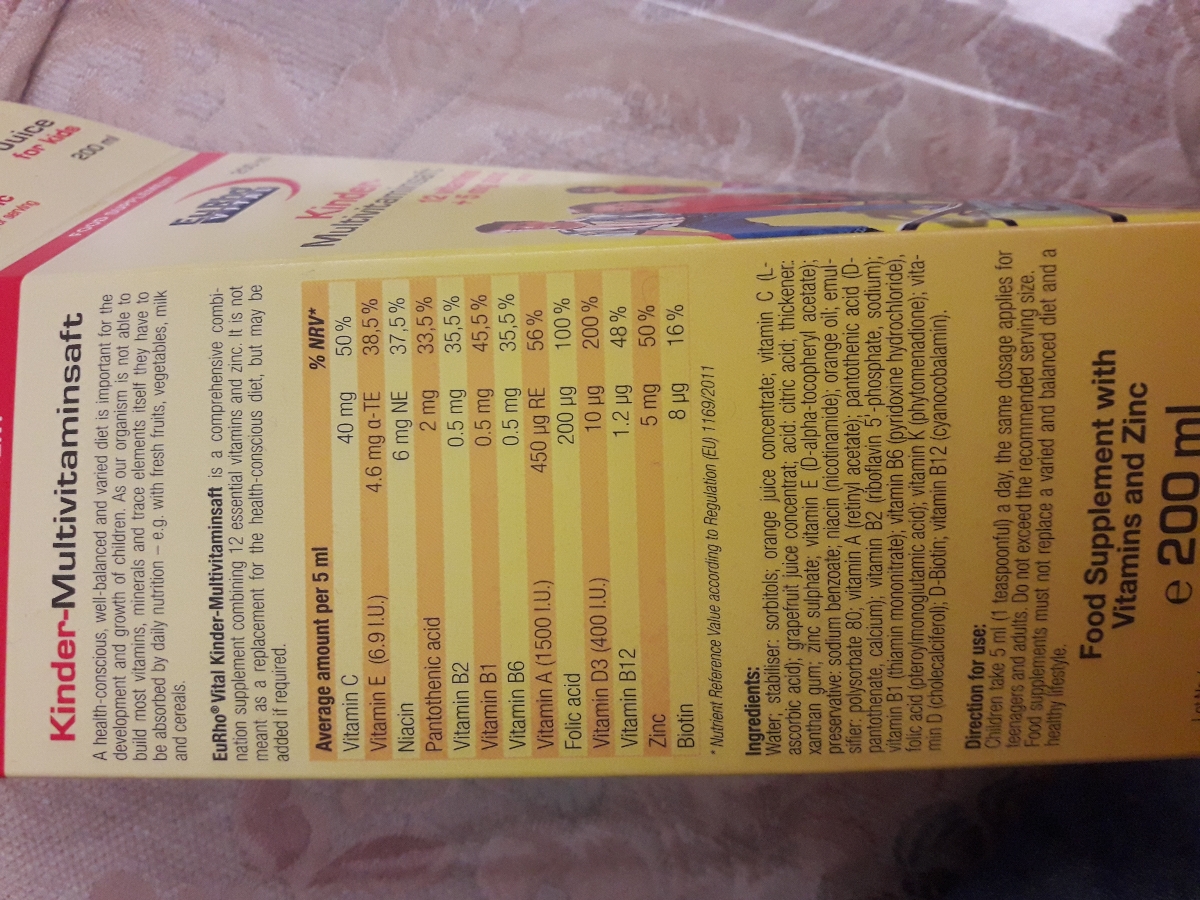 Juice
for kids
200 ml
serving
FOOD SUPPLEMENT
EuRho
VITAL
Kinder-
Multivitaminsaft
Kinder-Multivitaminsaft
A health-conscious, well-balanced and varied diet is important for the
development and growth of children. As our organism is not able to
build most vitamins, minerals and trace elements itself they have to
be absorbed by daily nutrition – e.g. with fresh fruits, vegetables, milk
and cereals.
EuRho® Vital Kinder-Multivitaminsaft is a comprehensive combi-
nation supplement combining 12 essential vitamins and zinc. It is not
meant as a replacement for the health-conscious diet, but may be
added if required.
Average amount per 5 ml % NRV*
Vitamin C 40 mg 50 %
Vitamin E (6.9 I.U.) 4.6 mg α-TE 38,5 %
Niacin 6 mg NE 37,5 %
Pantothenic acid 2 mg 33,5 %
Vitamin B2 0.5 mg 35,5 %
Vitamin B1 0.5 mg 45,5 %
Vitamin B6 0.5 mg 35,5 %
Vitamin A (1500 I.U.) 450 µg RE 56 %
Folic acid 200 µg 100 %
Vitamin D3 (400 I.U.) 10 µg 200 %
Vitamin B12 1.2 µg 48 %
Zinc 5 mg 50 %
Biotin 8 µg 16 %
* Nutrient Reference Value according to Regulation (EU) 1169/2011
Ingredients:
Water; stabiliser: sorbitols; orange juice concentrate; vitamin C (L-
ascorbic acid); grapefruit juice concentrat; acid: citric acid; thickener:
xanthan gum; zinc sulphate; vitamin E (D-alpha-tocopheryl acetate);
preservative: sodium benzoate; niacin (nicotinamide); orange oil; emul-
sifier: polysorbate 80; vitamin A (retinyl acetate); pantothenic acid (D-
pantothenate, calcium); vitamin B2 (riboflavin 5'-phosphate, sodium);
vitamin B1 (thiamin mononitrate); vitamin B6 (pyridoxine hydrochloride),
folic acid (pteroylmonoglutamic acid); vitamin K (phytomenadione); vita-
min D (cholecalciferol); D-Biotin; vitamin B12 (cyanocobalamin).
Direction for use:
Children take 5 ml (1 teaspoonful) a day, the same dosage applies for
teenagers and adults. Do not exceed the recommended serving size.
Food supplements must not replace a varied and balanced diet and a
healthy lifestyle.
Food Supplement with
Vitamins and Zinc
e 200 ml